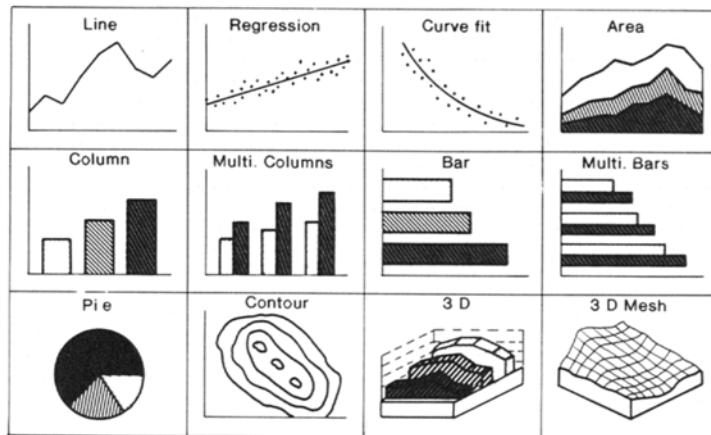 Line
Regression
Curve fit
Area
Column
Multi. Columns
Bar
Multi. Bars
Pie
Contour
3 D
3 D Mesh